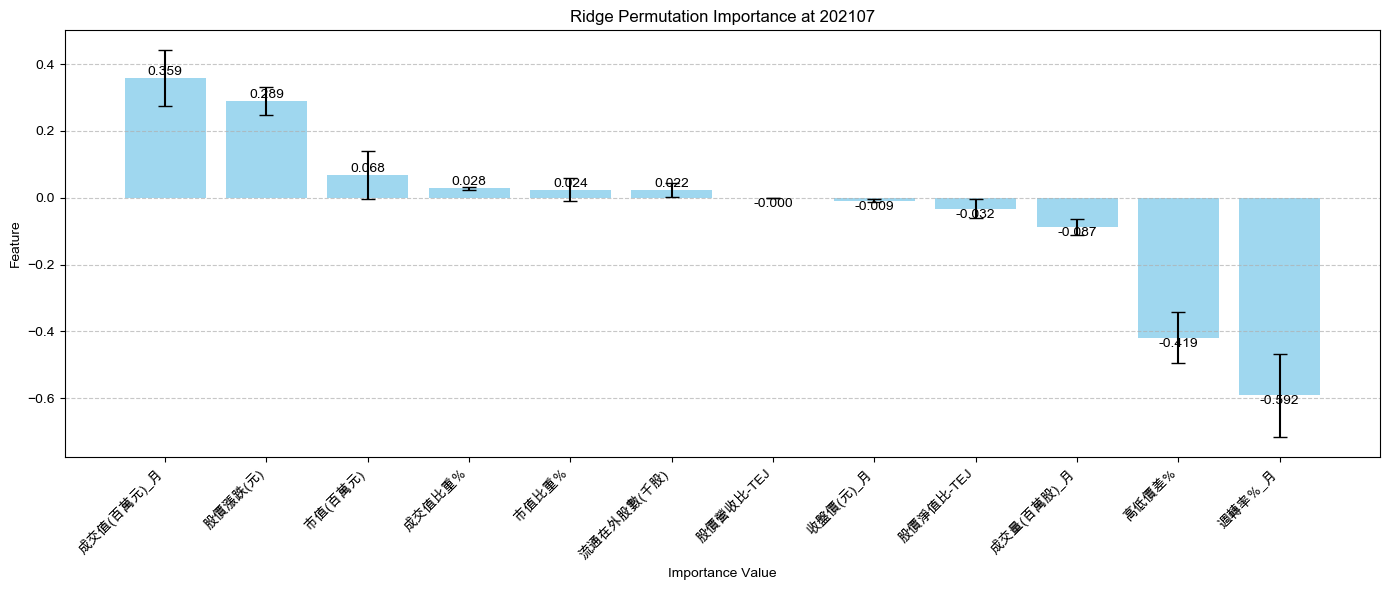 Ridge Permutation Importance at 202107
Feature
0.4
0.2
0.0
−0.2
−0.4
−0.6
0.359
0.289
0.068
0.028
0.024
0.022
-0.000
-0.009
-0.032
-0.087
-0.419
-0.592
成交值(百萬元)_月
股價漲跌(元)
市值(百萬元)
成交值比重%
市值比重%
流通在外股數(千股)
股價營收比-TEJ
收盤價(元)_月
股價淨值比-TEJ
成交量(百萬股)_月
高低價差%
週轉率%_月
Importance Value